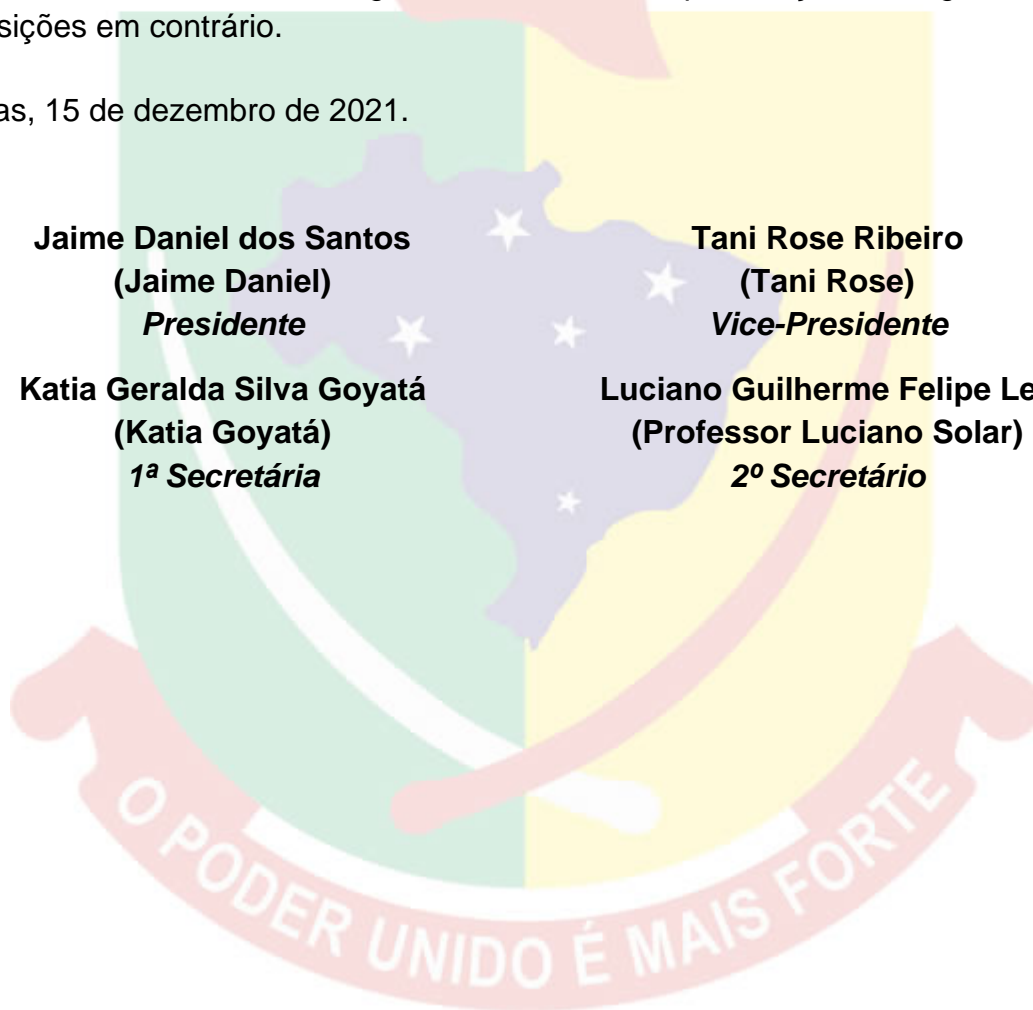 sições em contrário.
as, 15 de dezembro de 2021.
Jaime Daniel dos Santos
(Jaime Daniel)
Presidente
Tani Rose Ribeiro
(Tani Rose)
Vice-Presidente
Katia Geralda Silva Goyatá
(Katia Goyatá)
1ª Secretária
Luciano Guilherme Felipe Le
(Professor Luciano Solar)
2º Secretário
O PODER UNIDO É MAIS FORTE